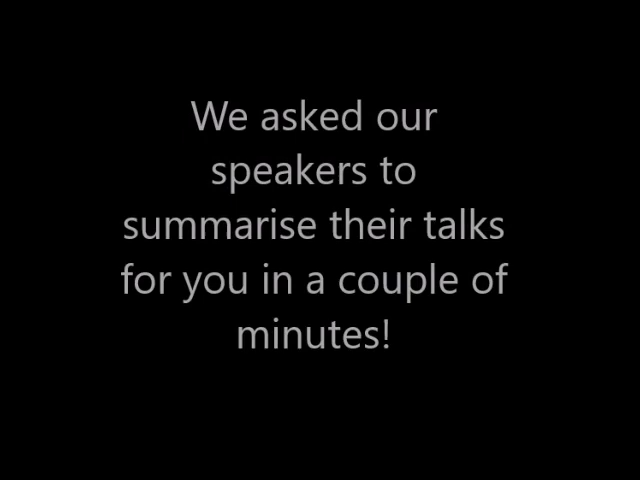 We asked our
speakers to
summarise their talks
for you in a couple of
minutes!